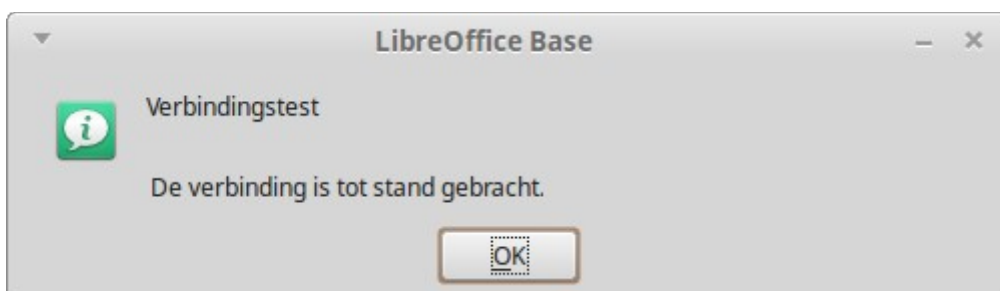 LibreOffice Base
Verbindingstest
De verbinding is tot stand gebracht.
OK